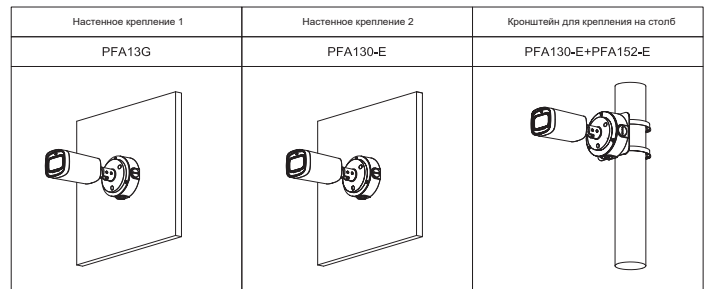 Настенное крепление 1
Настенное крепление 2
Кронштейн для крепления на столб
PFA13G
PFA130-E
PFA130-E+PFA152-E